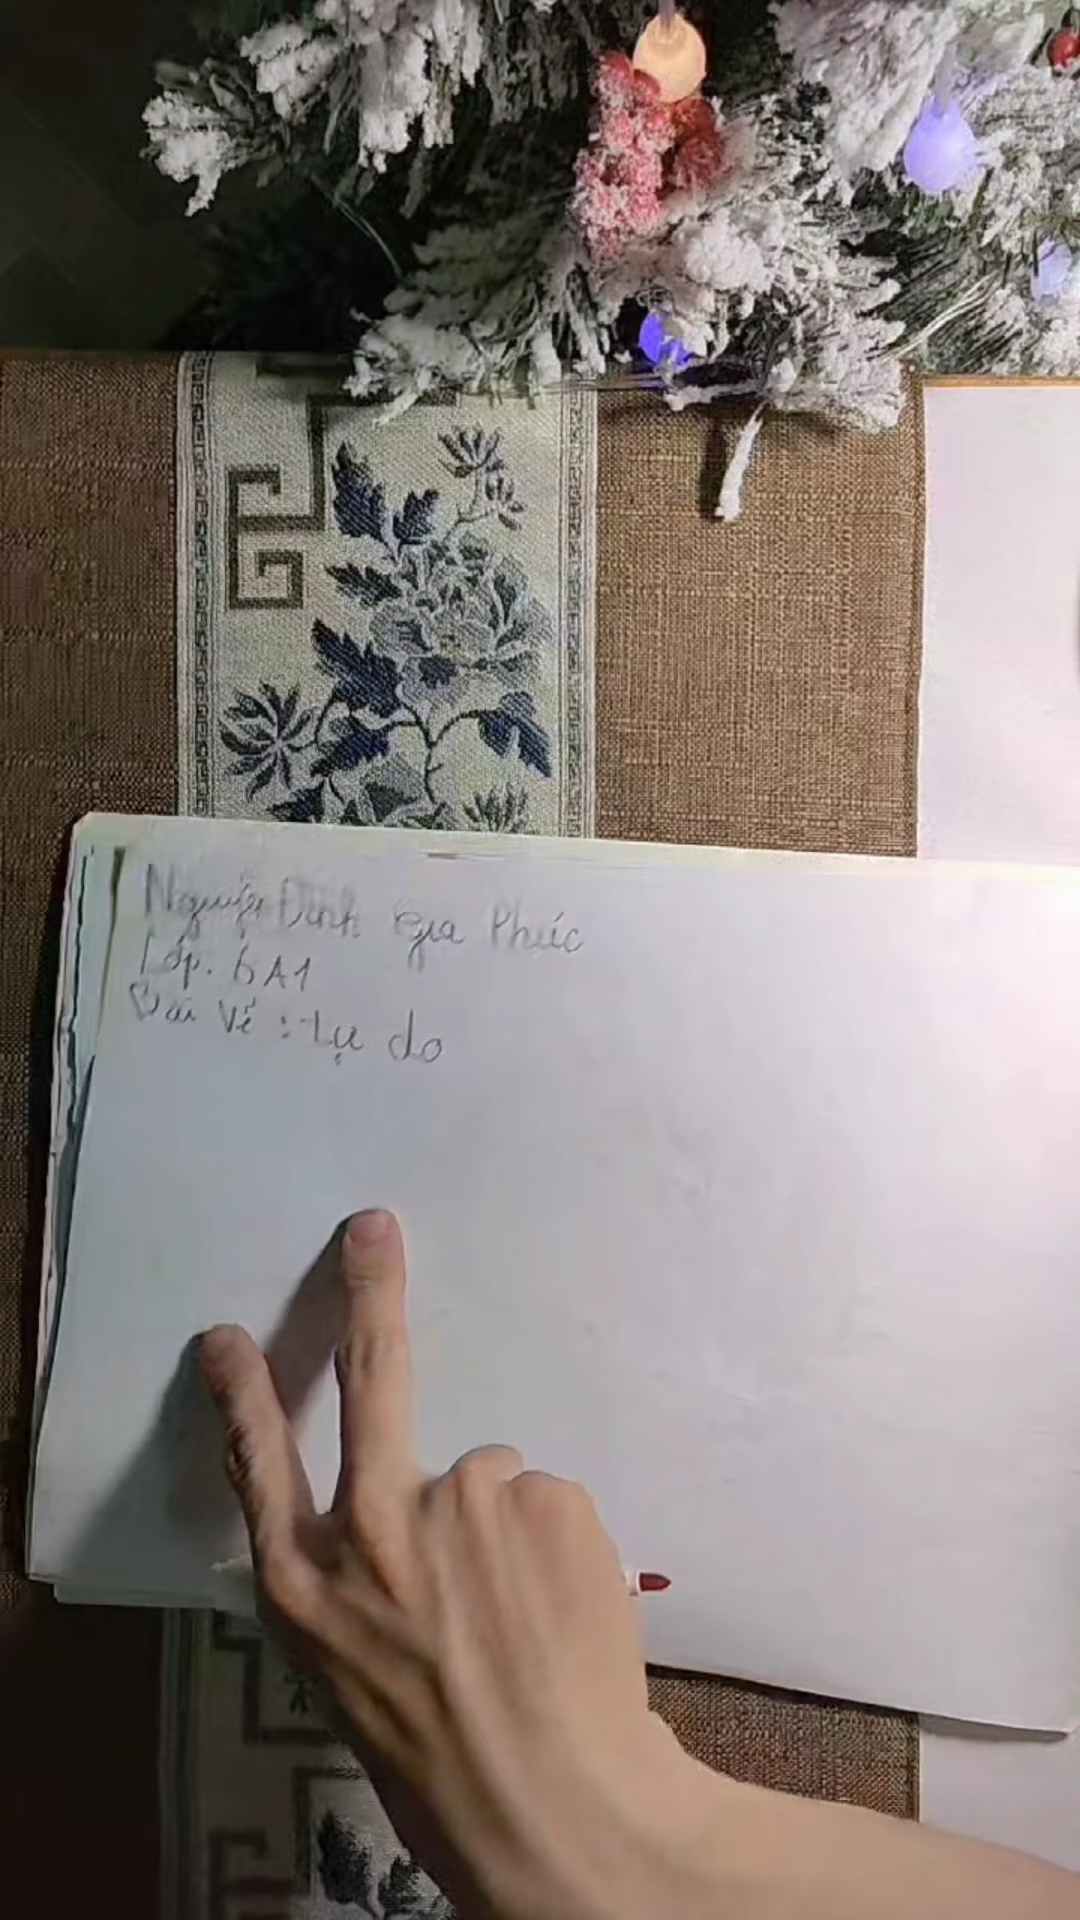 Nguyễn Đình Gia Phúc
Lớp. 6A1
Bài Vẽ : tự do